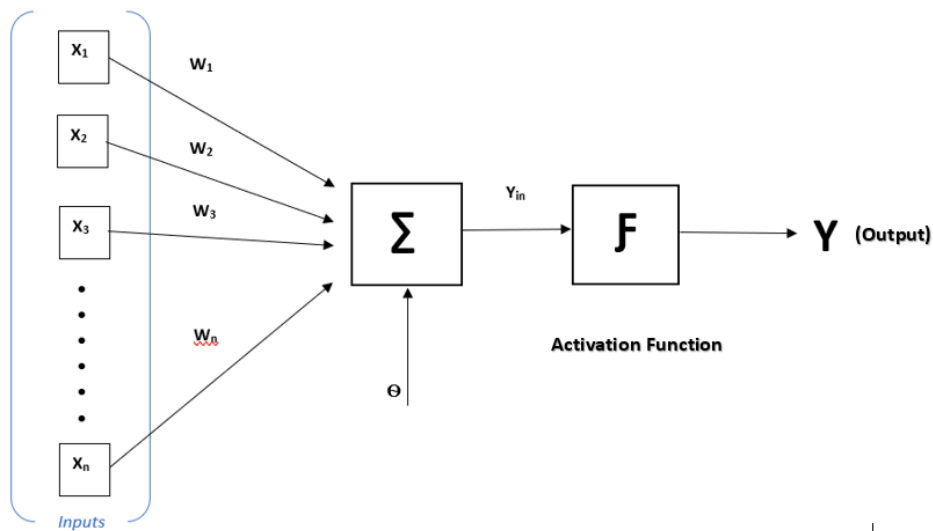 X₁
W₁
X₂
W₂
X₃
W₃
Σ
Yᵢₙ
Ƒ
Y (Output)
Wₙ
Activation Function
Θ
Xₙ
Inputs